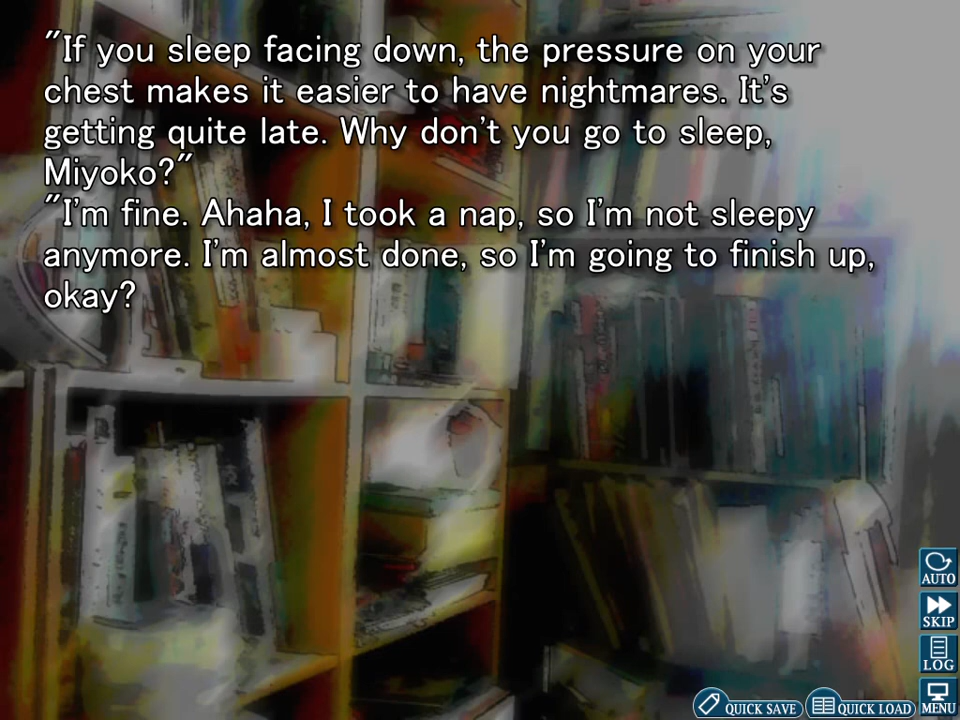 "If you sleep facing down, the pressure on your
chest makes it easier to have nightmares. It's
getting quite late. Why don't you go to sleep,
Miyoko?"
"I'm fine. Ahaha, I took a nap, so I'm not sleepy
anymore. I'm almost done, so I'm going to finish up,
okay?
AUTO
SKIP
LOG
QUICK SAVE
QUICK LOAD
MENU